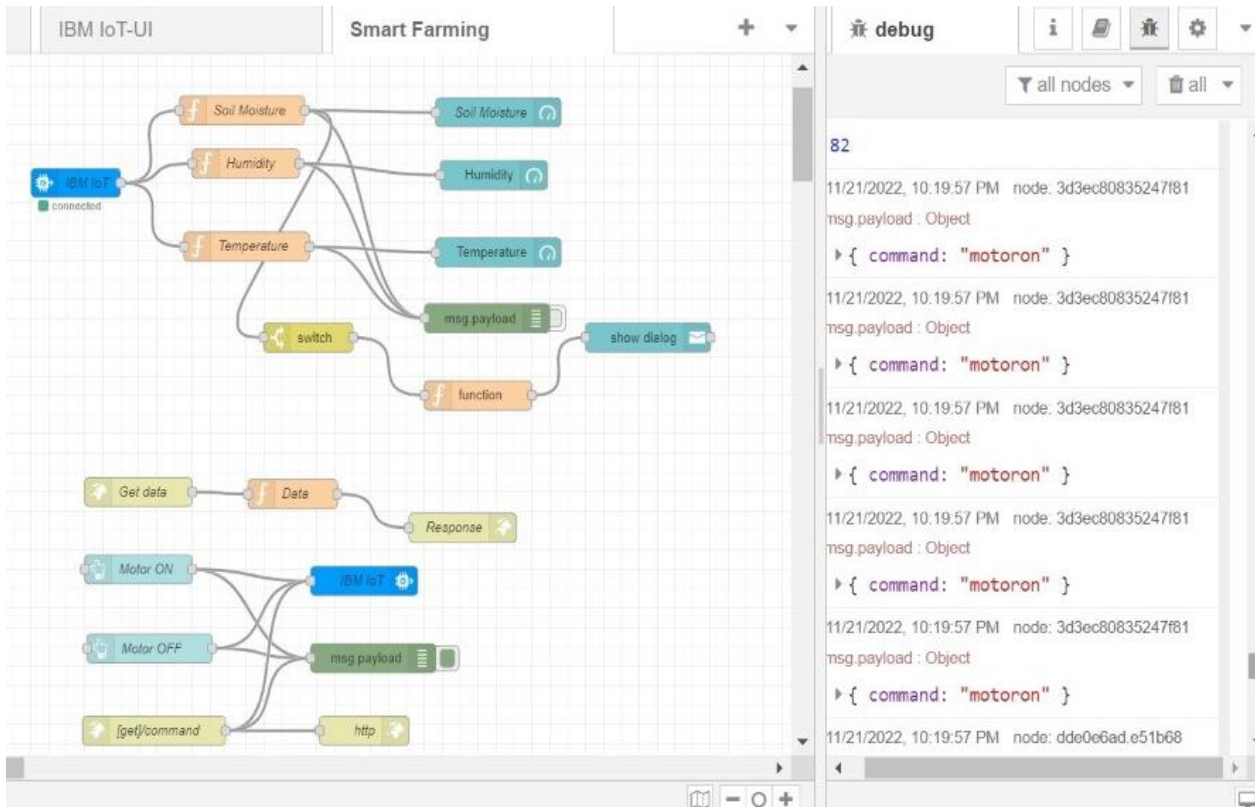 IBM IoT-UI
Smart Farming
Soil Moisture
Soil Moisture
Humidity
Humidity
IBM IoT
connected
Temperature
Temperature
msg.payload
switch
show dialog
function
Get data
Data
Response
Motor ON
IBM IoT
Motor OFF
msg.payload
[get]/command
http
debug
i
all nodes
all
82
11/21/2022, 10:19:57 PM node: 3d3ec80835247f81
msg.payload : Object
{ command: "motoron" }
11/21/2022, 10:19:57 PM node: 3d3ec80835247f81
msg.payload : Object
{ command: "motoron" }
11/21/2022, 10:19:57 PM node: 3d3ec80835247f81
msg.payload : Object
{ command: "motoron" }
11/21/2022, 10:19:57 PM node: 3d3ec80835247f81
msg.payload : Object
{ command: "motoron" }
11/21/2022, 10:19:57 PM node: 3d3ec80835247f81
msg.payload : Object
{ command: "motoron" }
11/21/2022, 10:19:57 PM node: dde0e6ad.e51b68